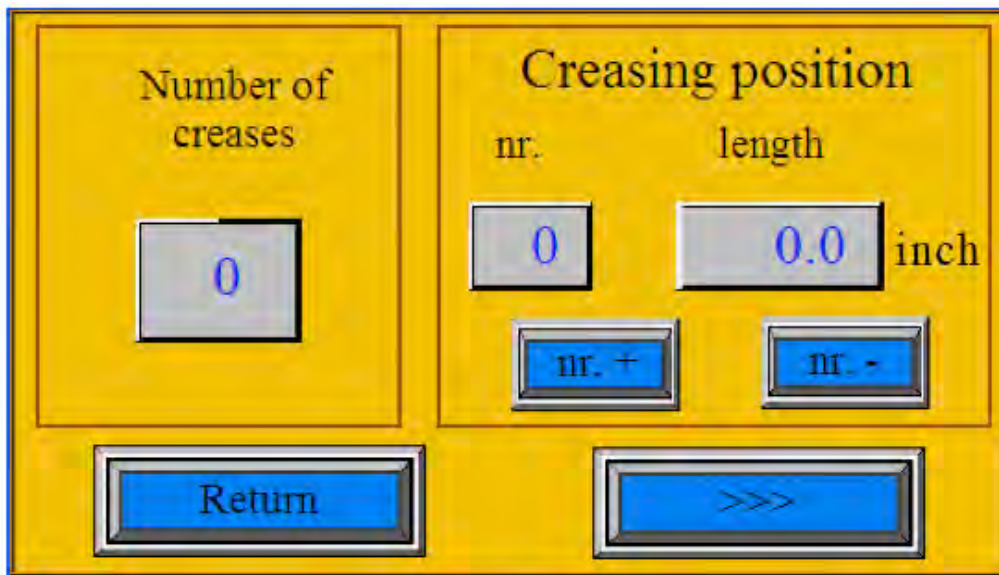 Number of
creases
0
Creasing position
nr. length
0 0.0 inch
nr. + nr. -
Return >>>